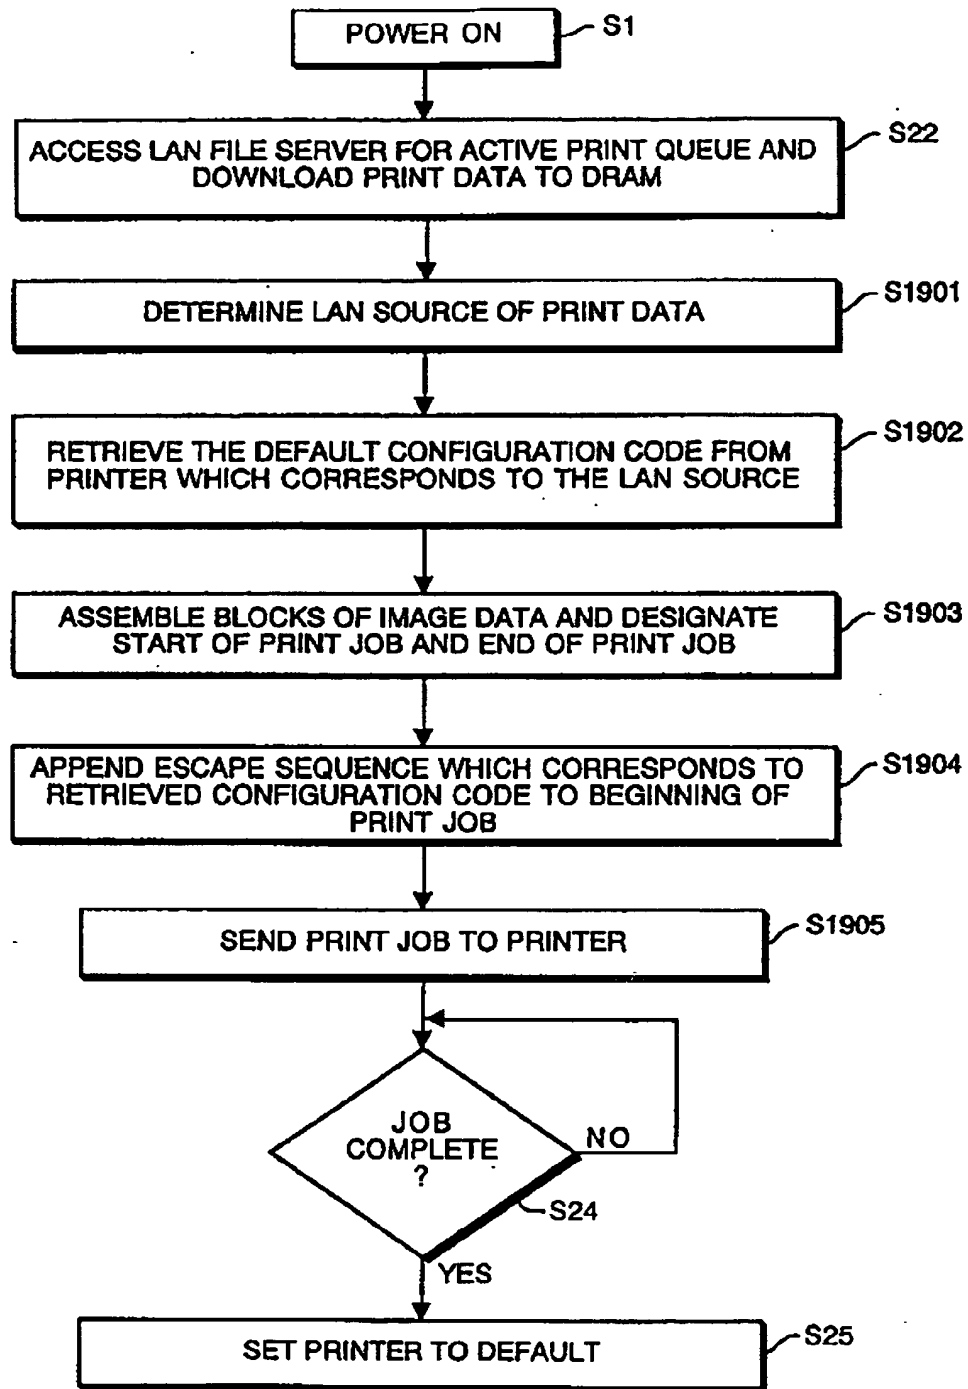 POWER ON
S1
ACCESS LAN FILE SERVER FOR ACTIVE PRINT QUEUE AND
DOWNLOAD PRINT DATA TO DRAM
S22
DETERMINE LAN SOURCE OF PRINT DATA
S1901
RETRIEVE THE DEFAULT CONFIGURATION CODE FROM
PRINTER WHICH CORRESPONDS TO THE LAN SOURCE
S1902
ASSEMBLE BLOCKS OF IMAGE DATA AND DESIGNATE
START OF PRINT JOB AND END OF PRINT JOB
S1903
APPEND ESCAPE SEQUENCE WHICH CORRESPONDS TO
RETRIEVED CONFIGURATION CODE TO BEGINNING OF
PRINT JOB
S1904
SEND PRINT JOB TO PRINTER
S1905
JOB
COMPLETE
?
NO
S24
YES
SET PRINTER TO DEFAULT
S25